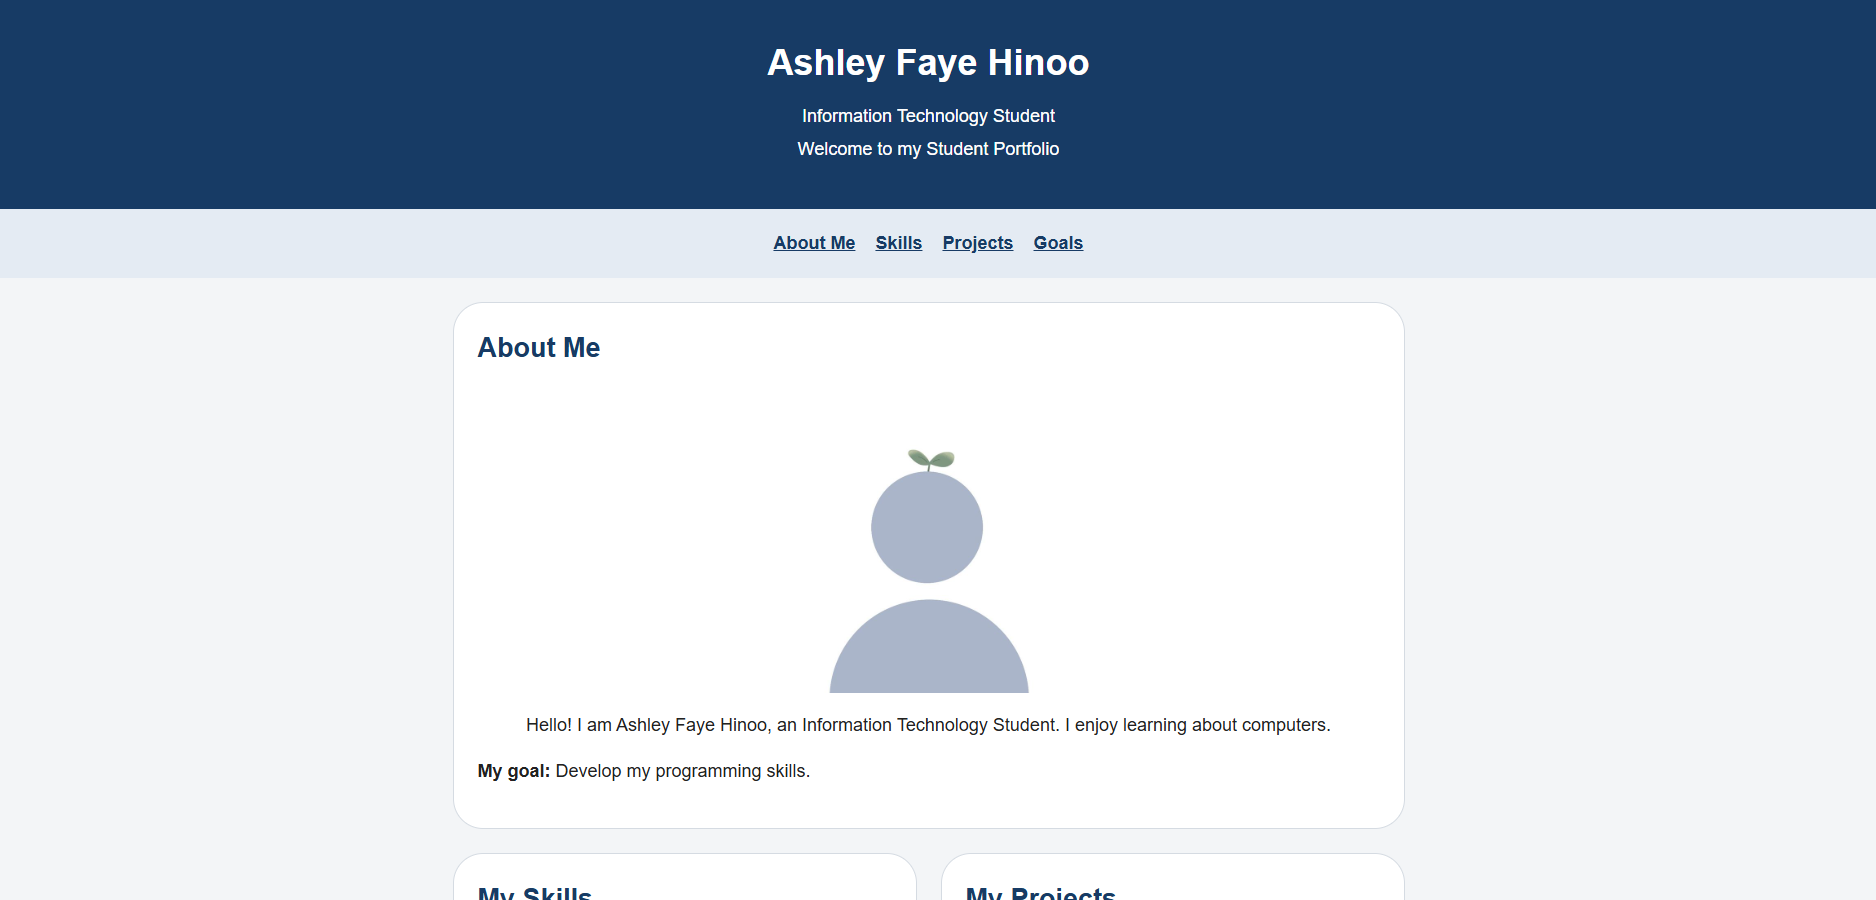 Ashley Faye Hinoo
Information Technology Student
Welcome to my Student Portfolio
About Me Skills Projects Goals
About Me
Hello! I am Ashley Faye Hinoo, an Information Technology Student. I enjoy learning about computers.
My goal: Develop my programming skills.
My Skills
My Projects